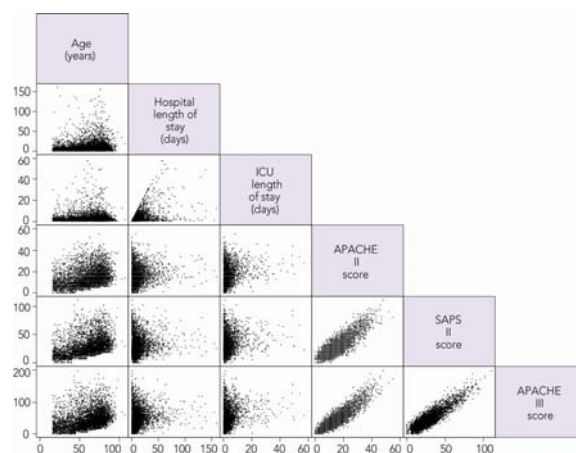 Age
(years)
150
100
50
0
Hospital
length of
stay
(days)
60
40
20
0
ICU
length
of stay
(days)
60
40
20
0
APACHE
II
score
100
50
0
SAPS
II
score
200
100
0
APACHE
III
score
0 50 100 0 50 100 150 0 20 40 60 0 20 40 60 0 50 100